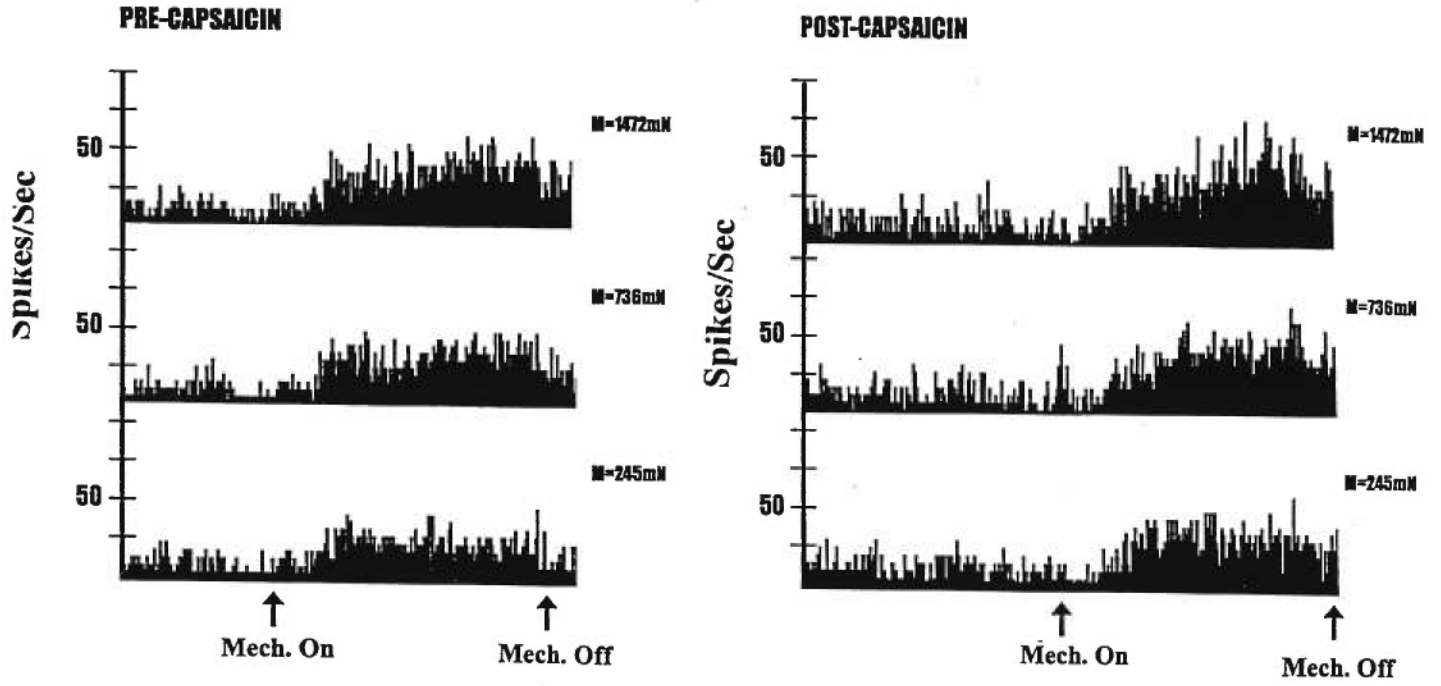 PRE-CAPSAICIN
M=1472mN
50
M=736mN
50
M=245mN
50
Spikes/Sec
Mech. On
Mech. Off
POST-CAPSAICIN
M=1472mN
50
M=736mN
50
M=245mN
50
Spikes/Sec
Mech. On
Mech. Off